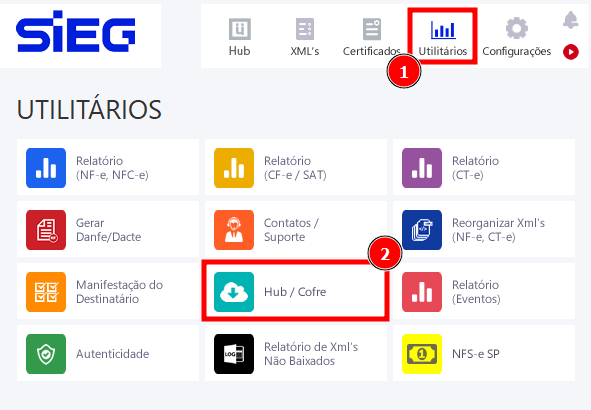 SIEG
Hub
XML's
Certificados
Utilitários
Configurações
1
UTILITÁRIOS
Relatório
(NF-e, NFC-e)
Relatório
(CF-e / SAT)
Relatório
(CT-e)
Gerar
Danfe/Dacte
Contatos /
Suporte
Reorganizar Xml's
(NF-e, CT-e)
2
Manifestação do
Destinatário
Hub / Cofre
Relatório
(Eventos)
Autenticidade
LOG
Relatório de Xml's
Não Baixados
NFS-e SP